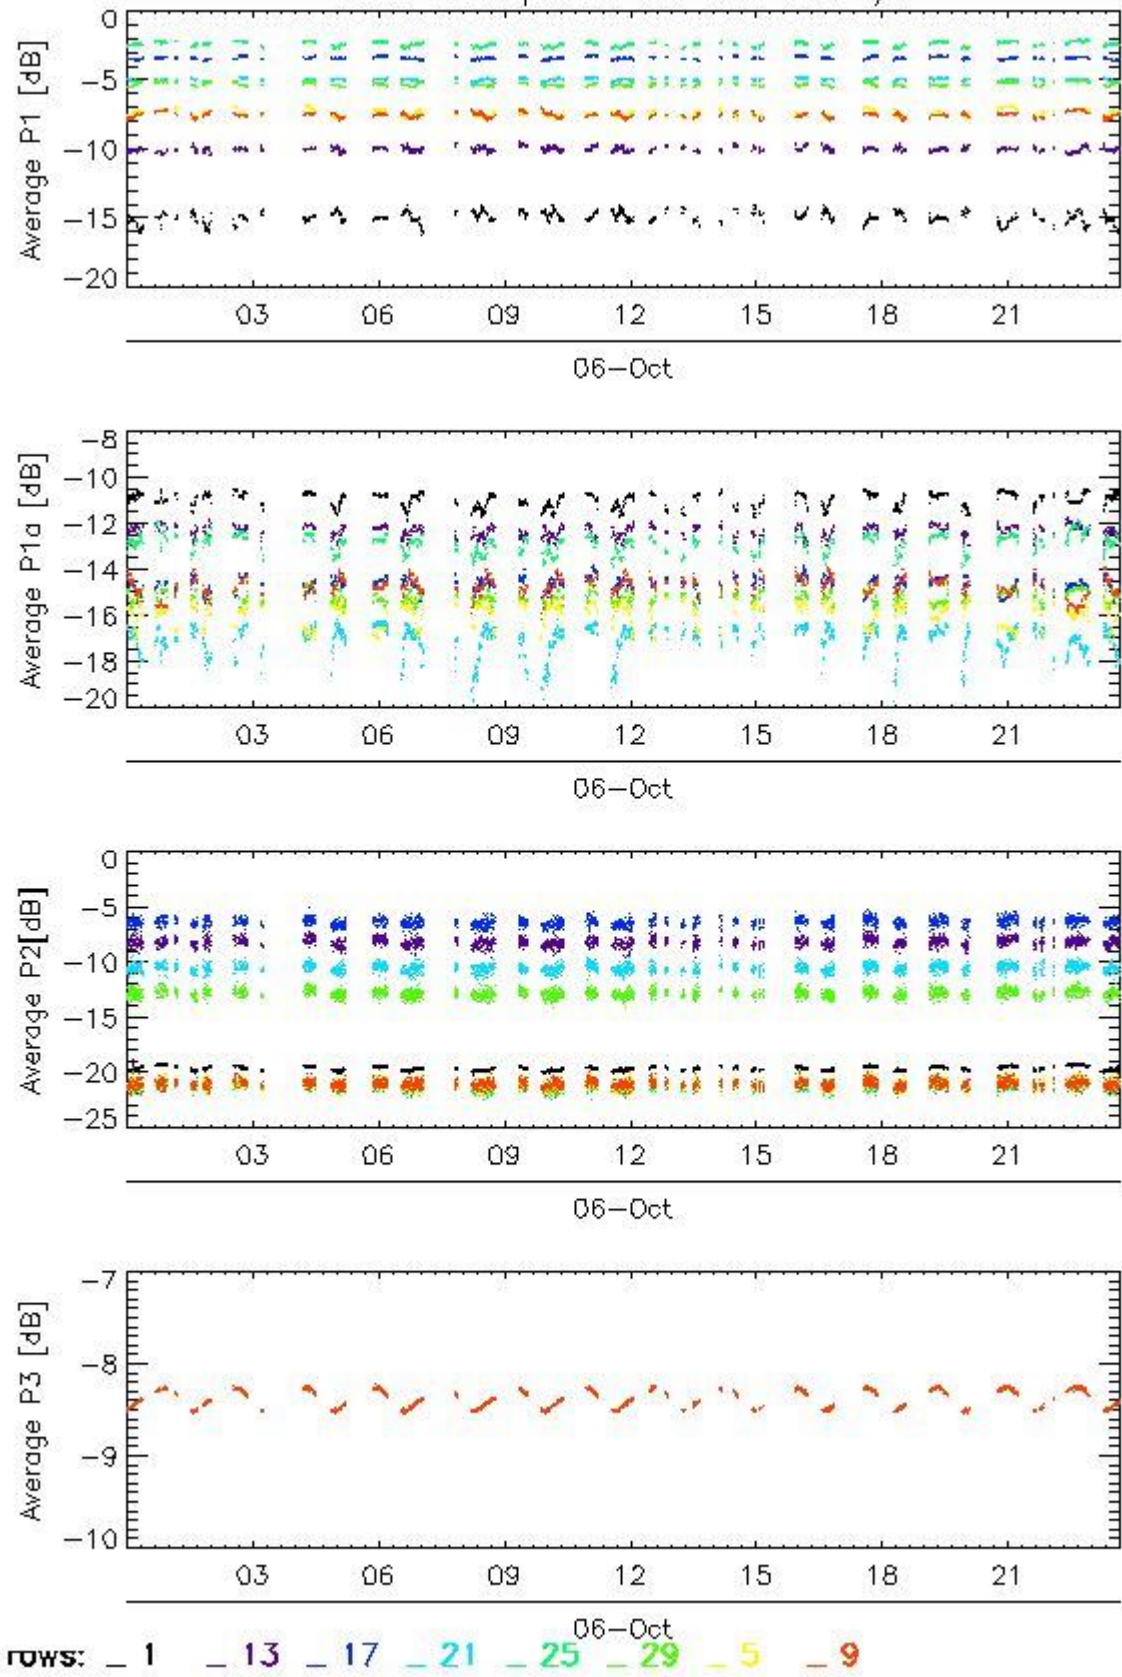 0
−5
−10
−15
−20
Average P1 [dB]
03 06 09 12 15 18 21
06−Oct
−8
−10
−12
−14
−16
−18
−20
Average P1a [dB]
03 06 09 12 15 18 21
06−Oct
0
−5
−10
−15
−20
−25
Average P2[dB]
03 06 09 12 15 18 21
06−Oct
−7
−8
−9
−10
Average P3 [dB]
03 06 09 12 15 18 21
06−Oct
rows: _ 1 _ 13 _ 17 _ 21 _ 25 _ 29 _ 5 _ 9